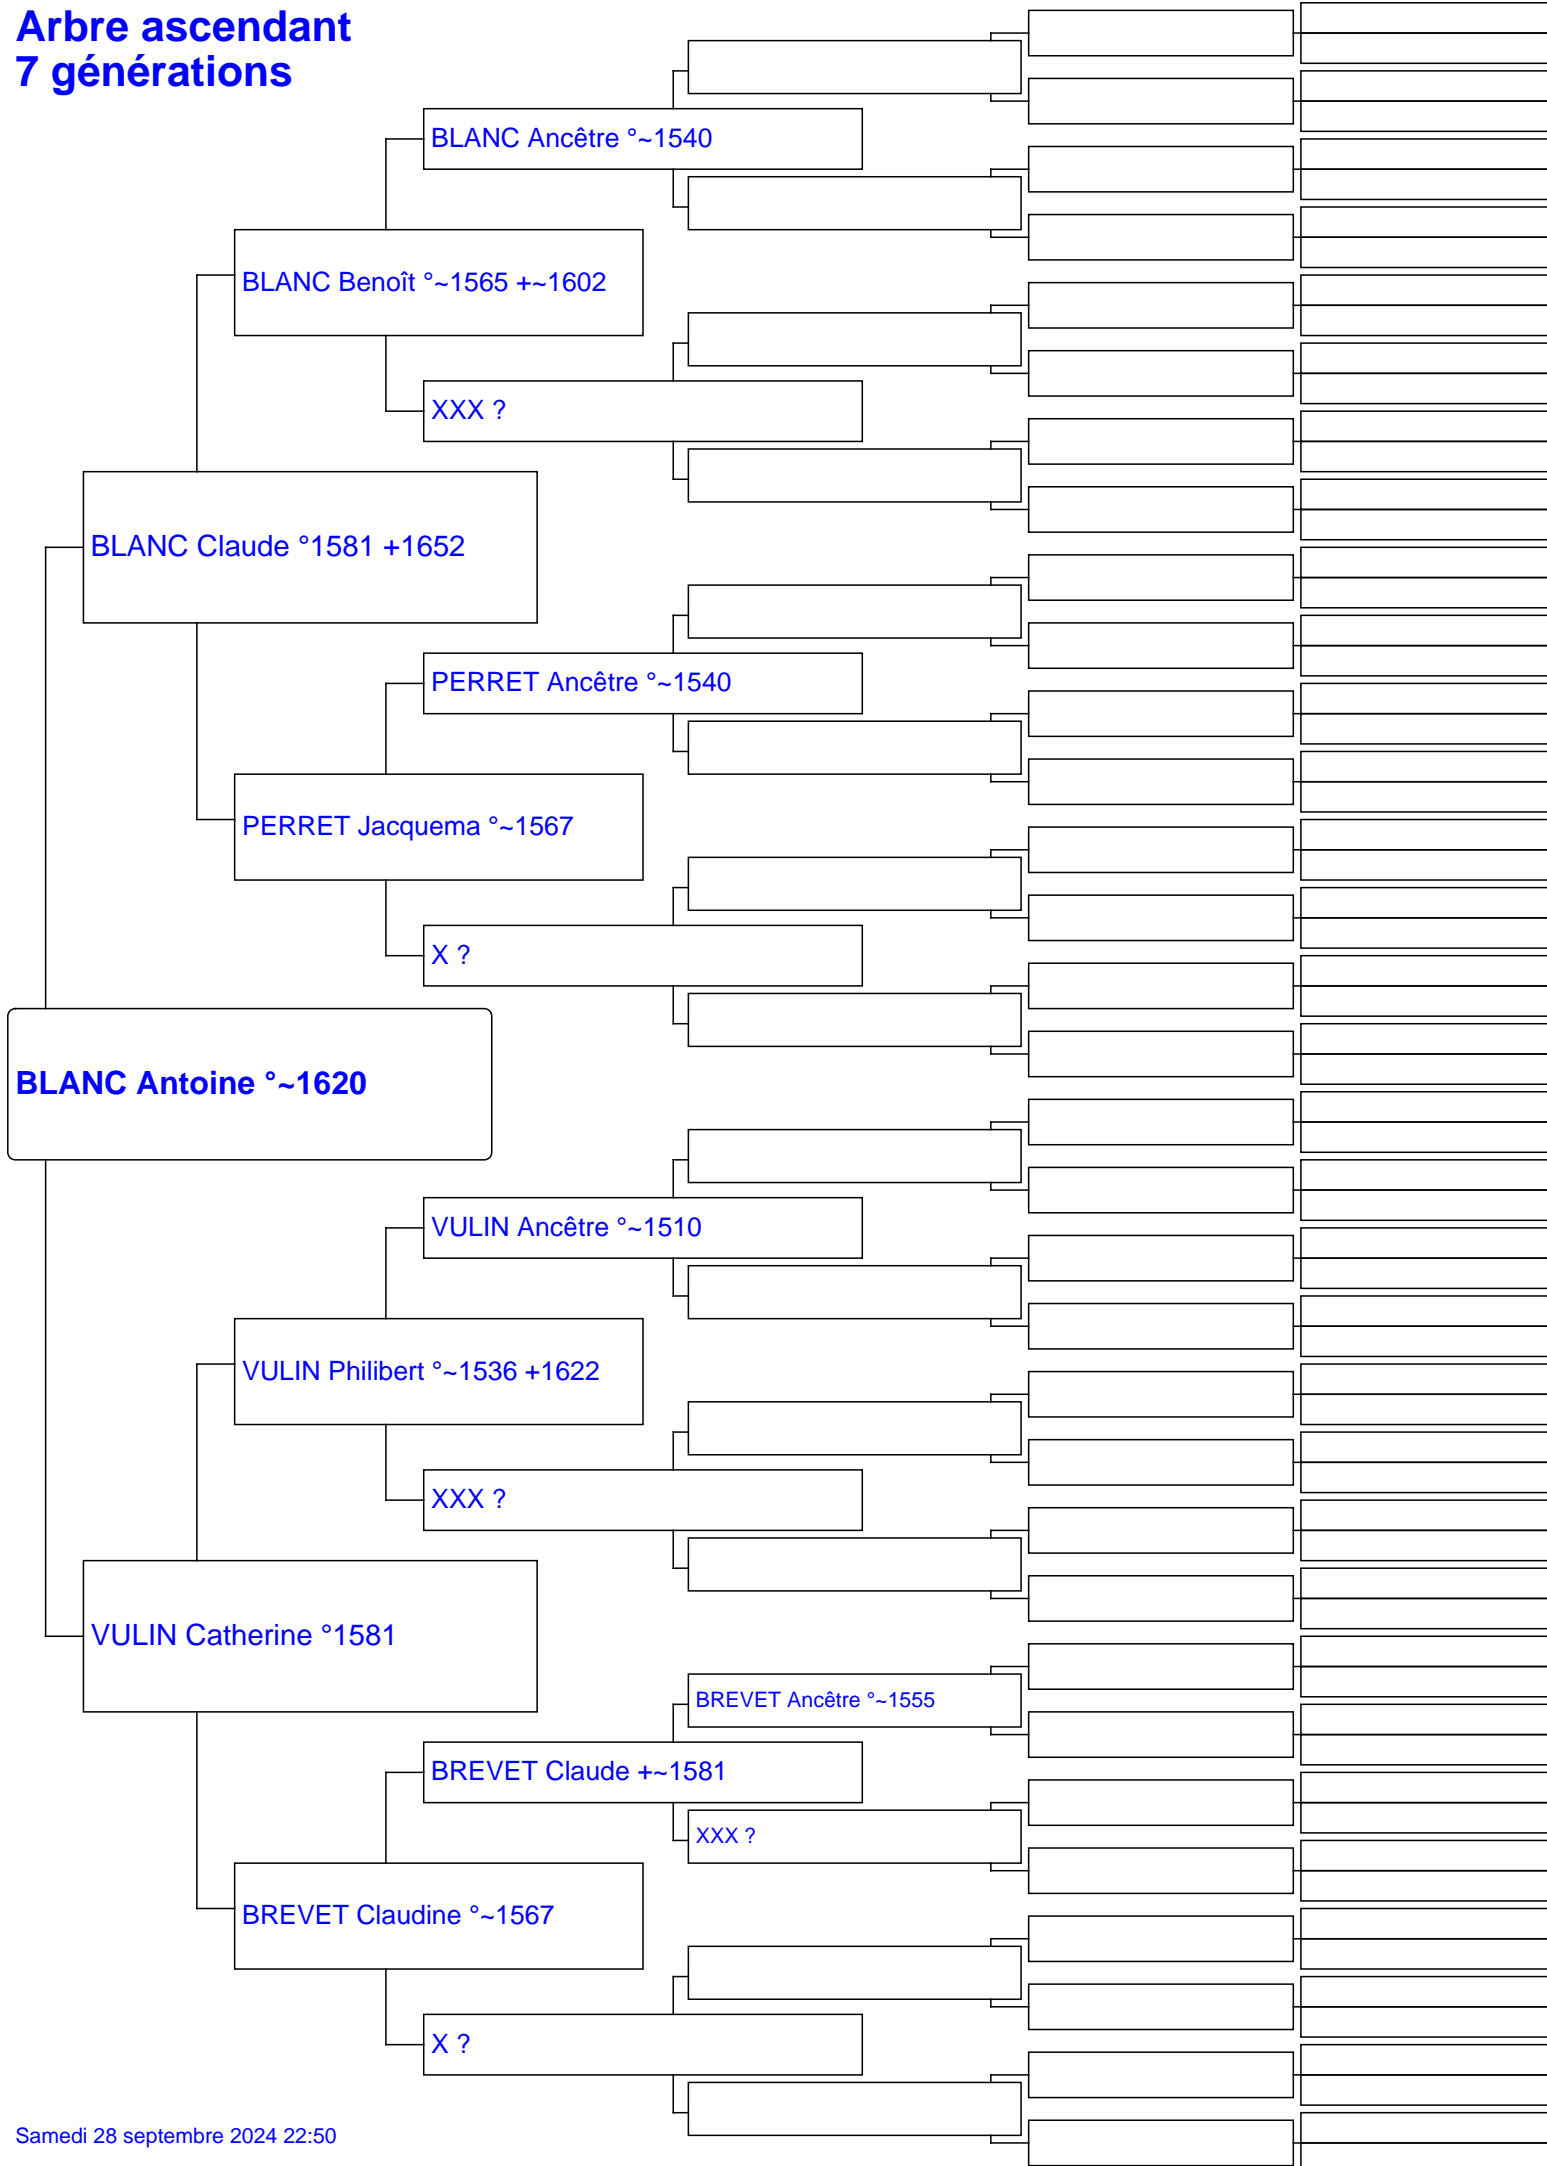 Arbre ascendant
7 générations
BLANC Ancêtre °~1540
BLANC Benoît °~1565 +~1602
XXX ?
BLANC Claude °1581 +1652
PERRET Ancêtre °~1540
PERRET Jacquema °~1567
X ?
BLANC Antoine °~1620
VULIN Ancêtre °~1510
VULIN Philibert °~1536 +1622
XXX ?
VULIN Catherine °1581
BREVET Ancêtre °~1555
BREVET Claude +~1581
XXX ?
BREVET Claudine °~1567
X ?
Samedi 28 septembre 2024 22:50